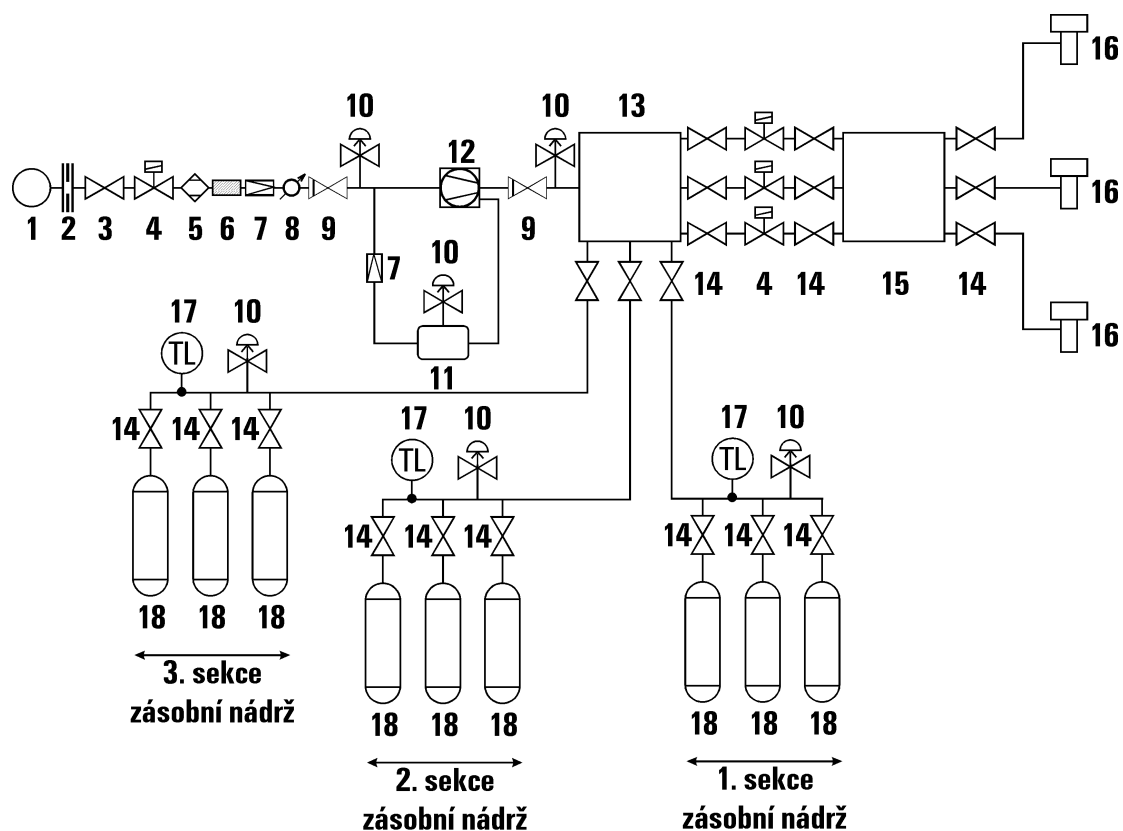 16
10 10 13
12
1 2 3 4 5 6 7 8 9 9 16
10 7 14 4 14 15 14
17 10 11 16
TL
14 14 14 17 10 17 10
TL TL
14 14 14 14 14 14
18 18 18
3. sekce
zásobní nádrž
18 18 18 18 18 18
2. sekce 1. sekce
zásobní nádrž zásobní nádrž